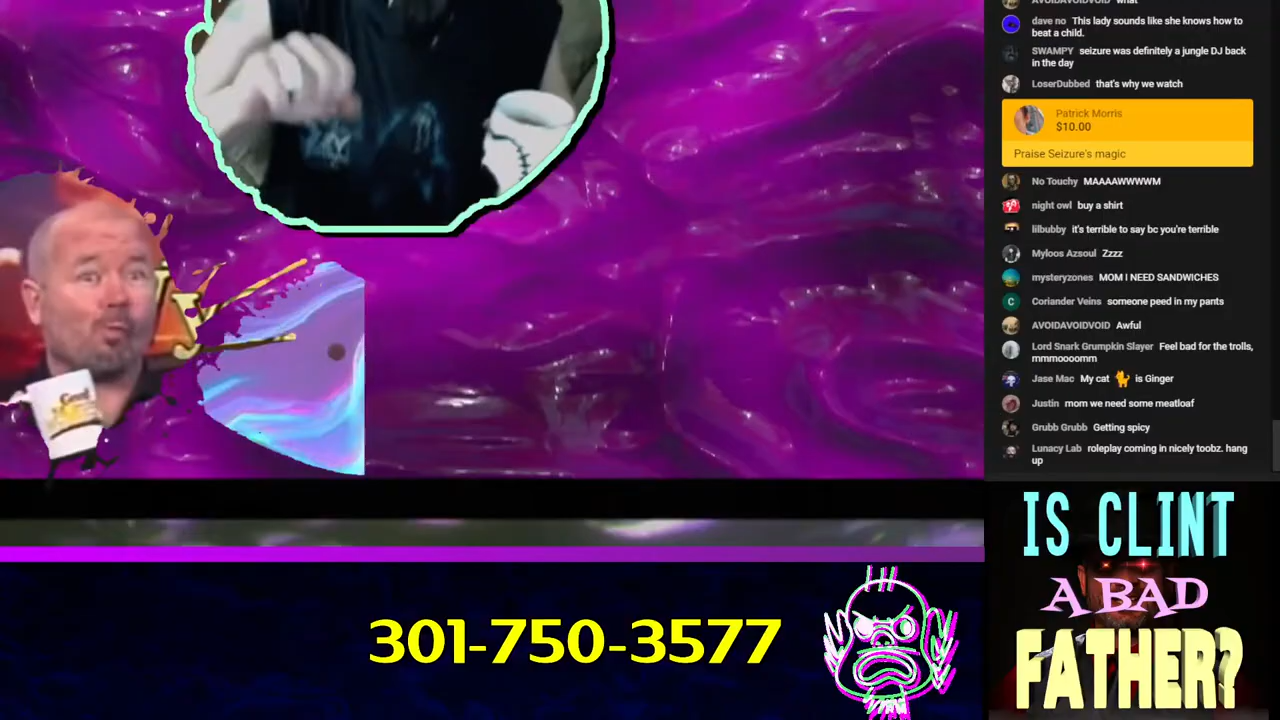 AVOIDAVOIDVOID what
dave no This lady sounds like she knows how to
beat a child.
SWAMPY seizure was definitely a jungle DJ back
in the day
LoserDubbed that's why we watch
Patrick Morris
$10.00
Praise Seizure's magic
No Touchy MAAAAWWWWM
night owl buy a shirt
lilbubby it's terrible to say bc you're terrible
Myloos Azsoul Zzzz
mysteryzones MOM I NEED SANDWICHES
C Coriander Veins someone peed in my pants
AVOIDAVOIDVOID Awful
Lord Snark Grumpkin Slayer Feel bad for the trolls,
mmmoooomm
Jase Mac My cat 🐈 is Ginger
Justin mom we need some meatloaf
Grubb Grubb Getting spicy
Lunacy Lab roleplay coming in nicely toobz. hang
up
IS CLINT
A BAD
FATHER?
301-750-3577